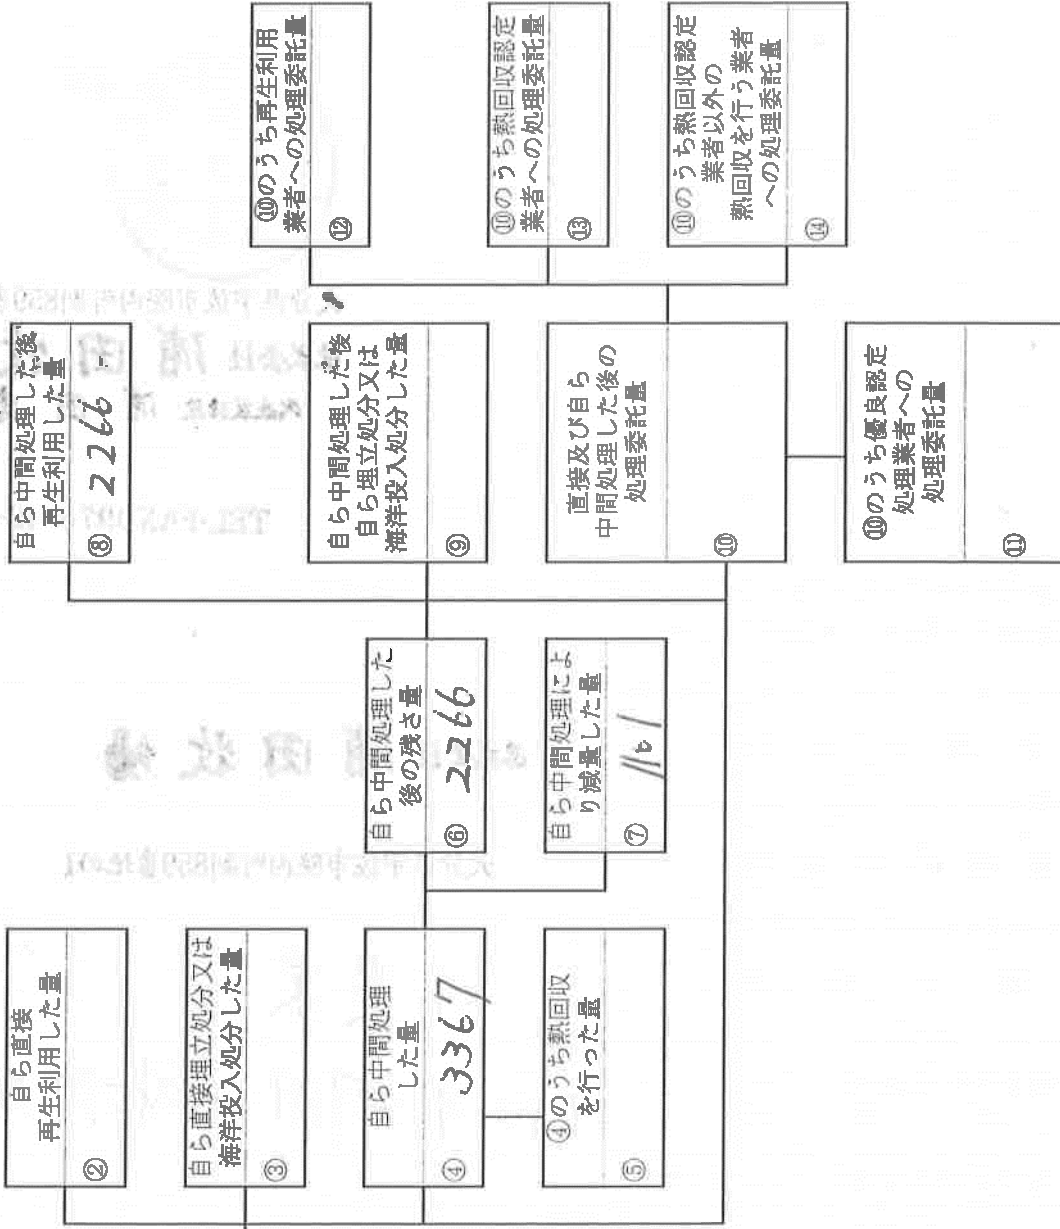 自ら直接
再生利用した量
②
自ら直接埋立処分又は
海洋投入処分した量
③
自ら中間処理
した量
④ 3367
④のうち熱回収
を行った量
⑤
自ら中間処理した
後の残さ量
⑥ 2266
自ら中間処理によ
り減量した量
⑦
自ら中間処理した後
再生利用した量
⑧ 2266
自ら中間処理した後
自ら埋立処分又は
海洋投入処分した量
⑨
直接及び自ら
中間処理した後の
処理委託量
⑩
⑩のうち優良認定
処理業者への
処理委託量
⑪
⑩のうち再生利用
業者への処理委託量
⑫
⑩のうち熱回収認定
業者への処理委託量
⑬
⑩のうち熱回収認定
業者以外の
熱回収を行う業者
への処理委託量
⑭